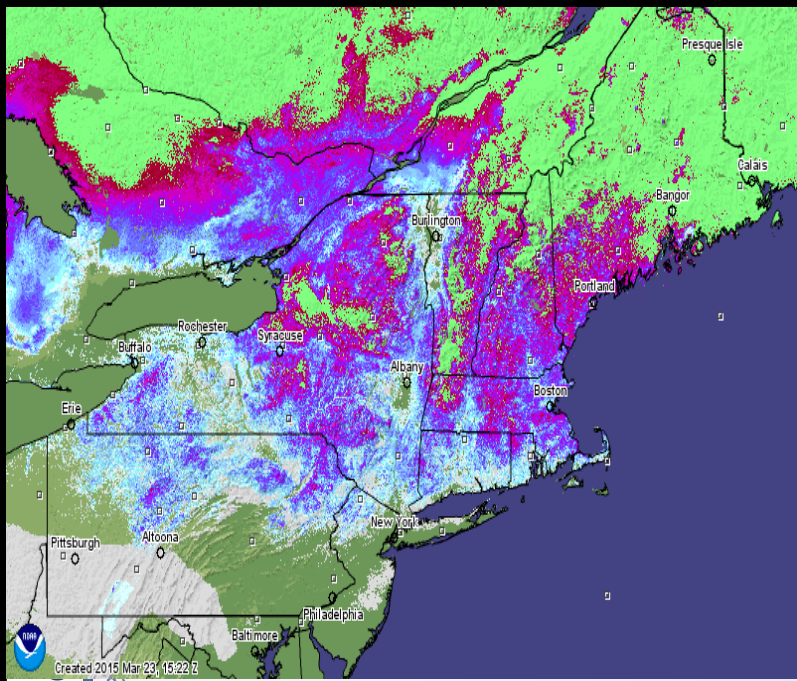 Presque Isle
Calais
Bangor
Burlington
Portland
Rochester
Syracuse
Buffalo
Albany
Boston
Erie
New York
Pittsburgh
Altoona
Philadelphia
Baltimore
NOAA
Created 2015 Mar 23, 15:22 Z